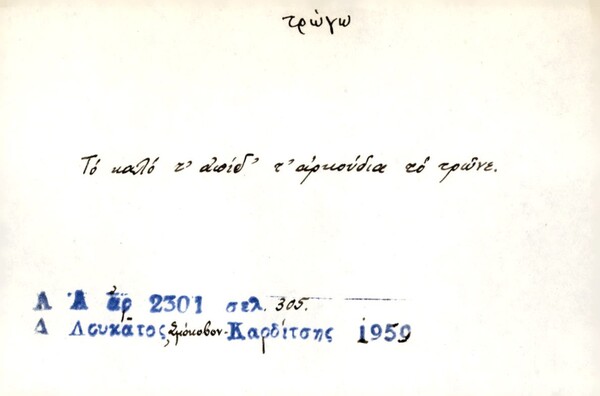 τρώγω
Τό καλό τ' ἀπίδ' τ' ἀρκούδια τό τρῶνε.
Λ Ἀ ἀρ 2301 σελ. 305.
Δ Λουκᾶτος, Σμόκοβον-Καρδίτσης 1959